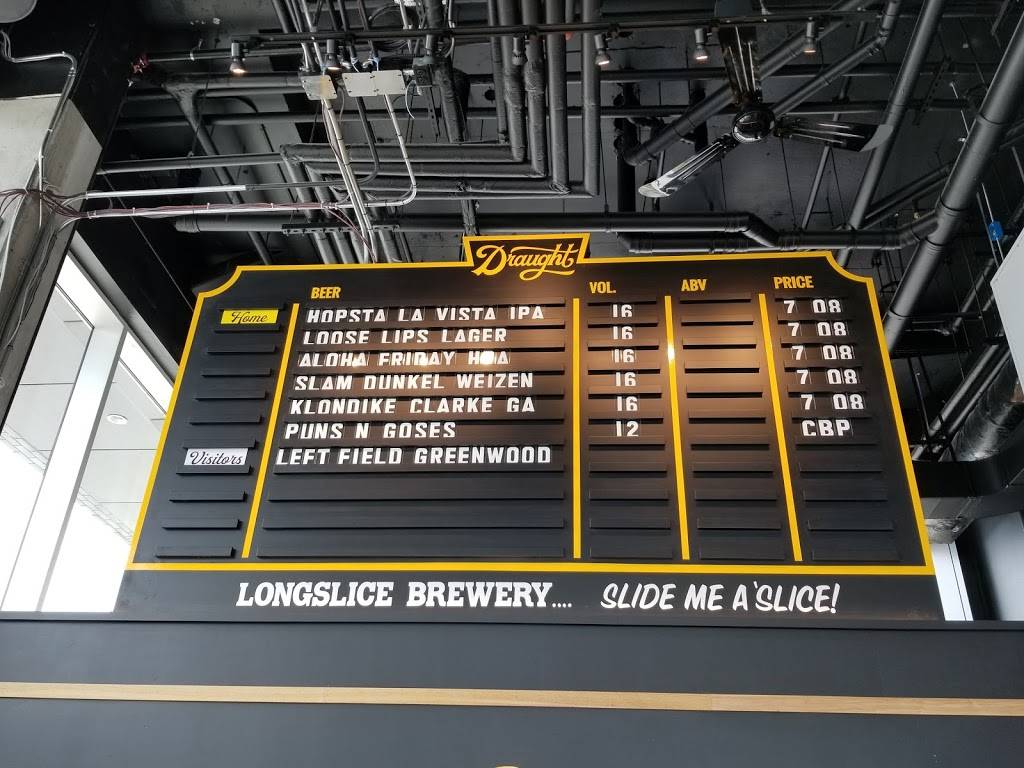 Draught
BEER VOL. ABV PRICE
Home HOPSTA LA VISTA IPA 16 7 08
LOOSE LIPS LAGER 16 7 08
ALOHA FRIDAY 16 7 08
SLAM DUNKEL WEIZEN 16 7 08
KLONDIKE CLARKE GA 16 7 08
PUNS N GOSES 12 CBP
Visitors LEFT FIELD GREENWOOD
LONGSLICE BREWERY.... SLIDE ME A 'SLICE!